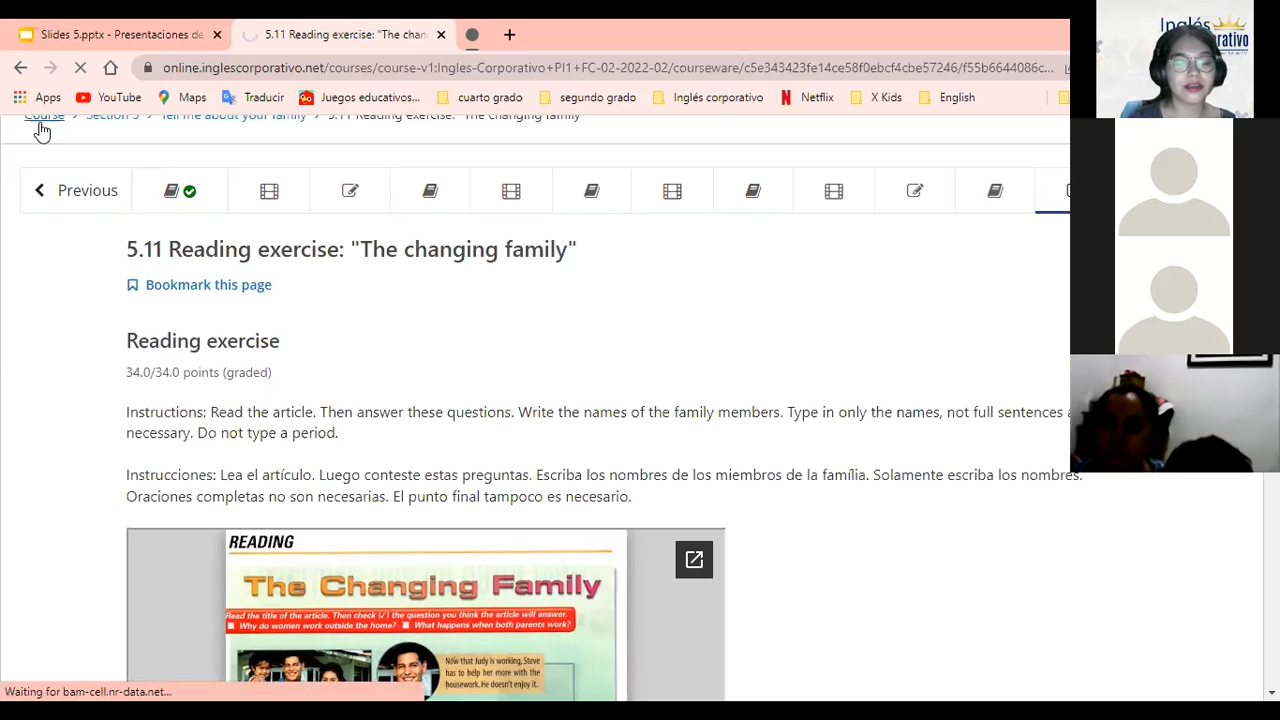 Slides 5.pptx - Presentaciones de
5.11 Reading exercise: "The chan
online.inglescorporativo.net/courses/course-v1:Ingles-Corporativo+PI1+FC-02-2022-02/courseware/c5e343423fe14ce58f0ebcf4cbe57246/f55b6644086c...
Apps
YouTube
Maps
Traducir
Juegos educativos...
cuarto grado
segundo grado
Inglés corporativo
Netflix
X Kids
English
Course
Section 5
Tell me about your family
5.11 Reading exercise: "The changing family"
Previous
5.11 Reading exercise: "The changing family"
Bookmark this page
Reading exercise
34.0/34.0 points (graded)
Instructions: Read the article. Then answer these questions. Write the names of the family members. Type in only the names, not full sentences a
necessary. Do not type a period.
Instrucciones: Lea el artículo. Luego conteste estas preguntas. Escriba los nombres de los miembros de la família. Solamente escriba los nombres.
Oraciones completas no son necesarias. El punto final tampoco es necesario.
READING
The Changing Family
Read the title of the article. Then check (✓) the question you think the article will answer.
Why do women work outside the home? What happens when both parents work?
Now that Judy is working, Steve
has to help her more with the
housework. He doesn't enjoy it.
Waiting for bam-cell.nr-data.net...
Inglés